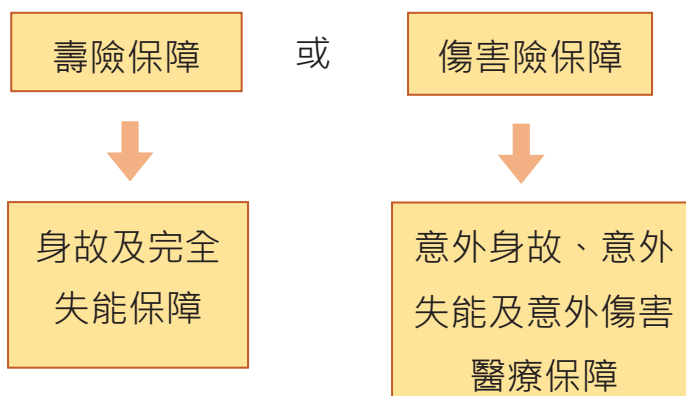 壽險保障
或
傷害險保障
身故及完全
失能保障
意外身故、意外
失能及意外傷害
醫療保障